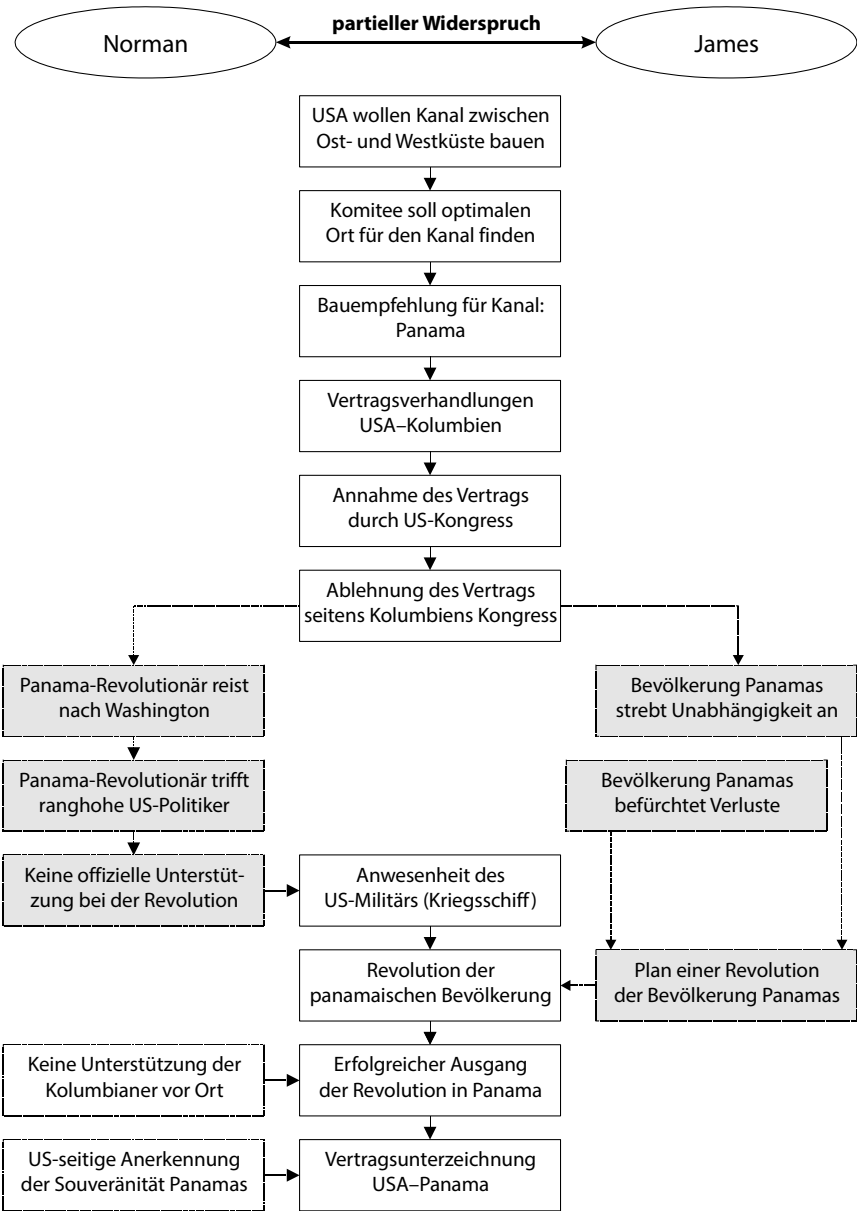 partieller Widerspruch
Norman
James
USA wollen Kanal zwischen
Ost- und Westküste bauen
Komitee soll optimalen
Ort für den Kanal finden
Bauempfehlung für Kanal:
Panama
Vertragsverhandlungen
USA–Kolumbien
Annahme des Vertrags
durch US-Kongress
Ablehnung des Vertrags
seitens Kolumbiens Kongress
Panama-Revolutionär reist
nach Washington
Bevölkerung Panamas
strebt Unabhängigkeit an
Panama-Revolutionär trifft
ranghohe US-Politiker
Bevölkerung Panamas
befürchtet Verluste
Keine offizielle Unterstüt-
zung bei der Revolution
Anwesenheit des
US-Militärs (Kriegsschiff)
Revolution der
panamaischen Bevölkerung
Plan einer Revolution
der Bevölkerung Panamas
Keine Unterstützung der
Kolumbianer vor Ort
Erfolgreicher Ausgang
der Revolution in Panama
US-seitige Anerkennung
der Souveränität Panamas
Vertragsunterzeichnung
USA–Panama